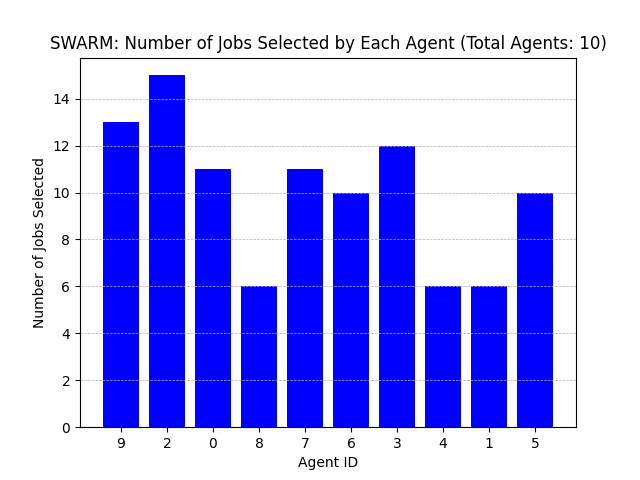 SWARM: Number of Jobs Selected by Each Agent (Total Agents: 10)
14
12
10
8
6
4
2
0
Number of Jobs Selected
9 2 0 8 7 6 3 4 1 5
Agent ID